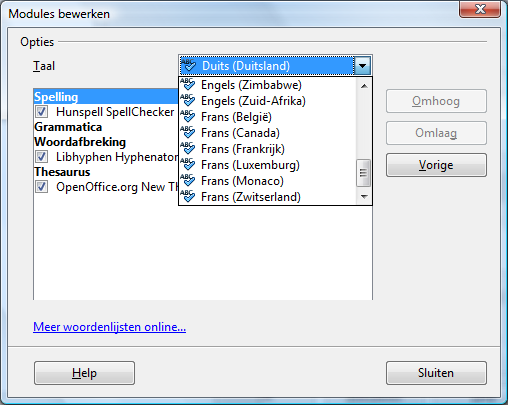 Modules bewerken
Opties
Taal
Duits (Duitsland)
Engels (Zimbabwe)
Engels (Zuid-Afrika)
Frans (België)
Frans (Canada)
Frans (Frankrijk)
Frans (Luxemburg)
Frans (Monaco)
Frans (Zwitserland)
Spelling
Hunspell SpellChecker
Grammatica
Woordafbreking
Libhyphen Hyphenator
Thesaurus
OpenOffice.org New
Omhoog
Omlaag
Vorige
Meer woordenlijsten online...
Help
Sluiten